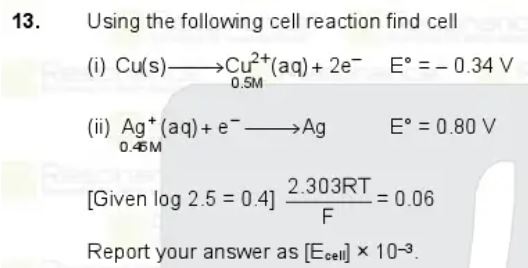 13. Using the following cell reaction find cell
(i) Cu(s)⟶Cu²⁺(aq) + 2e⁻ E° = – 0.34 V
0.5M
(ii) Ag⁺(aq) + e⁻ ⟶Ag E° = 0.80 V
M
[Given log 2.5 = 0.4] 2.303RT/F = 0.06
Report your answer as [Ecell] × 10⁻³.